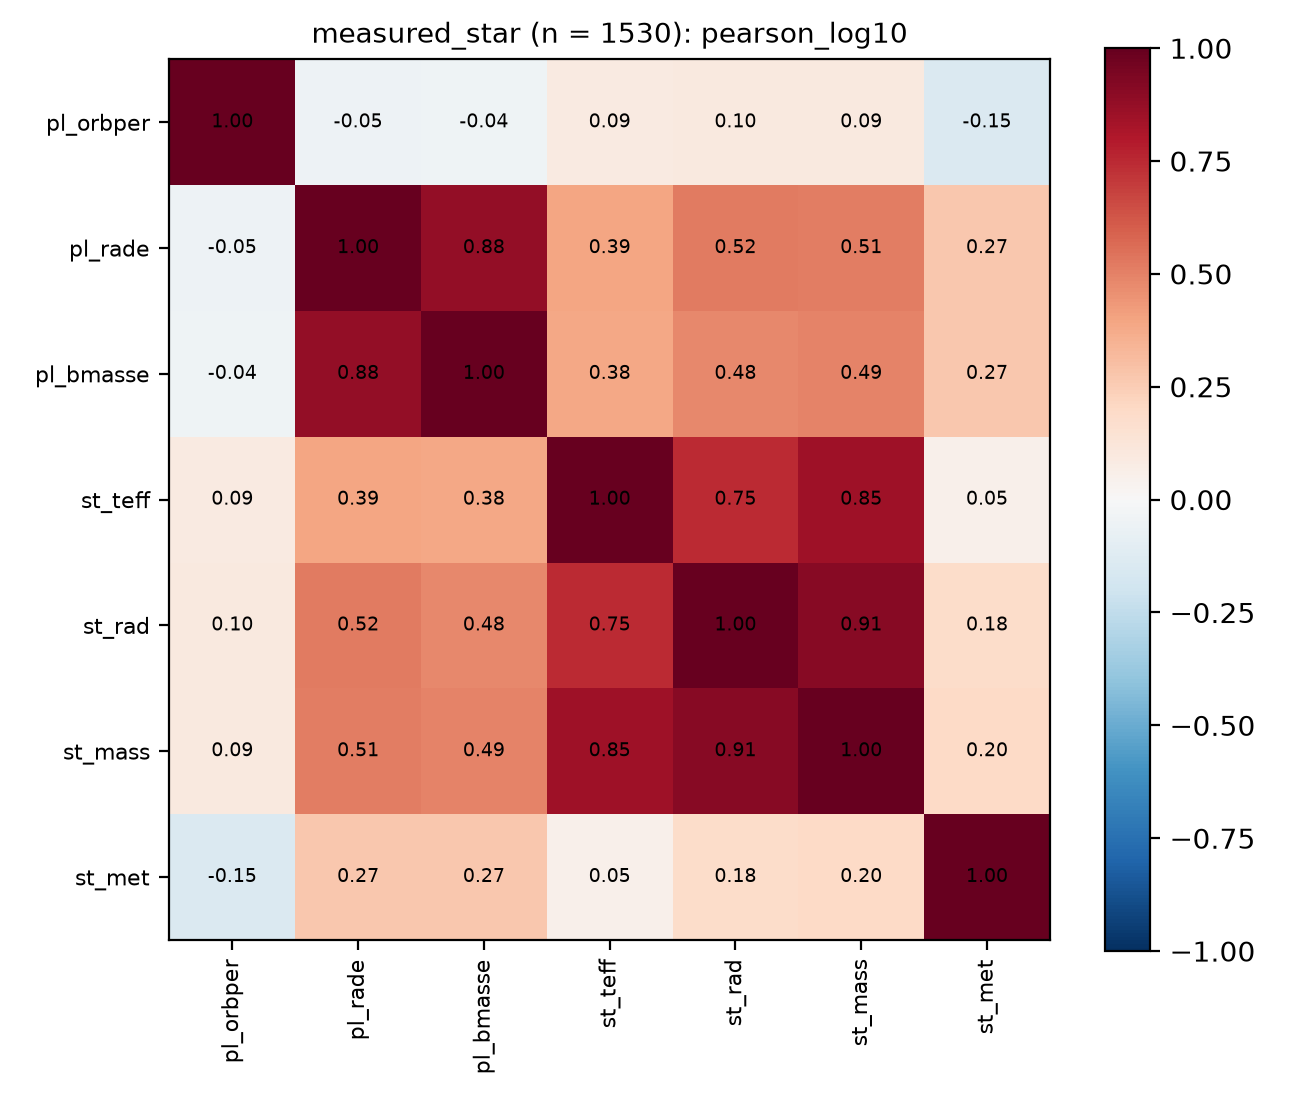 measured_star (n = 1530): pearson_log10
pl_orbper 1.00 -0.05 -0.04 0.09 0.10 0.09 -0.15
pl_rade -0.05 1.00 0.88 0.39 0.52 0.51 0.27
pl_bmasse -0.04 0.88 1.00 0.38 0.48 0.49 0.27
st_teff 0.09 0.39 0.38 1.00 0.75 0.85 0.05
st_rad 0.10 0.52 0.48 0.75 1.00 0.91 0.18
st_mass 0.09 0.51 0.49 0.85 0.91 1.00 0.20
st_met -0.15 0.27 0.27 0.05 0.18 0.20 1.00
pl_orbper pl_rade pl_bmasse st_teff st_rad st_mass st_met
1.00
0.75
0.50
0.25
0.00
−0.25
−0.50
−0.75
−1.00